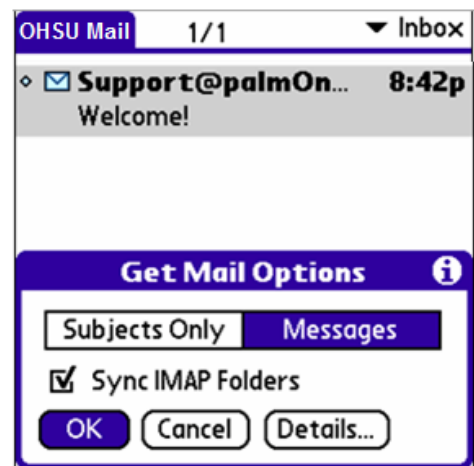 OHSU Mail 1/1 Inbox
Support@palmOn... 8:42p
Welcome!
Get Mail Options i
Subjects Only Messages
Sync IMAP Folders
OK Cancel Details...